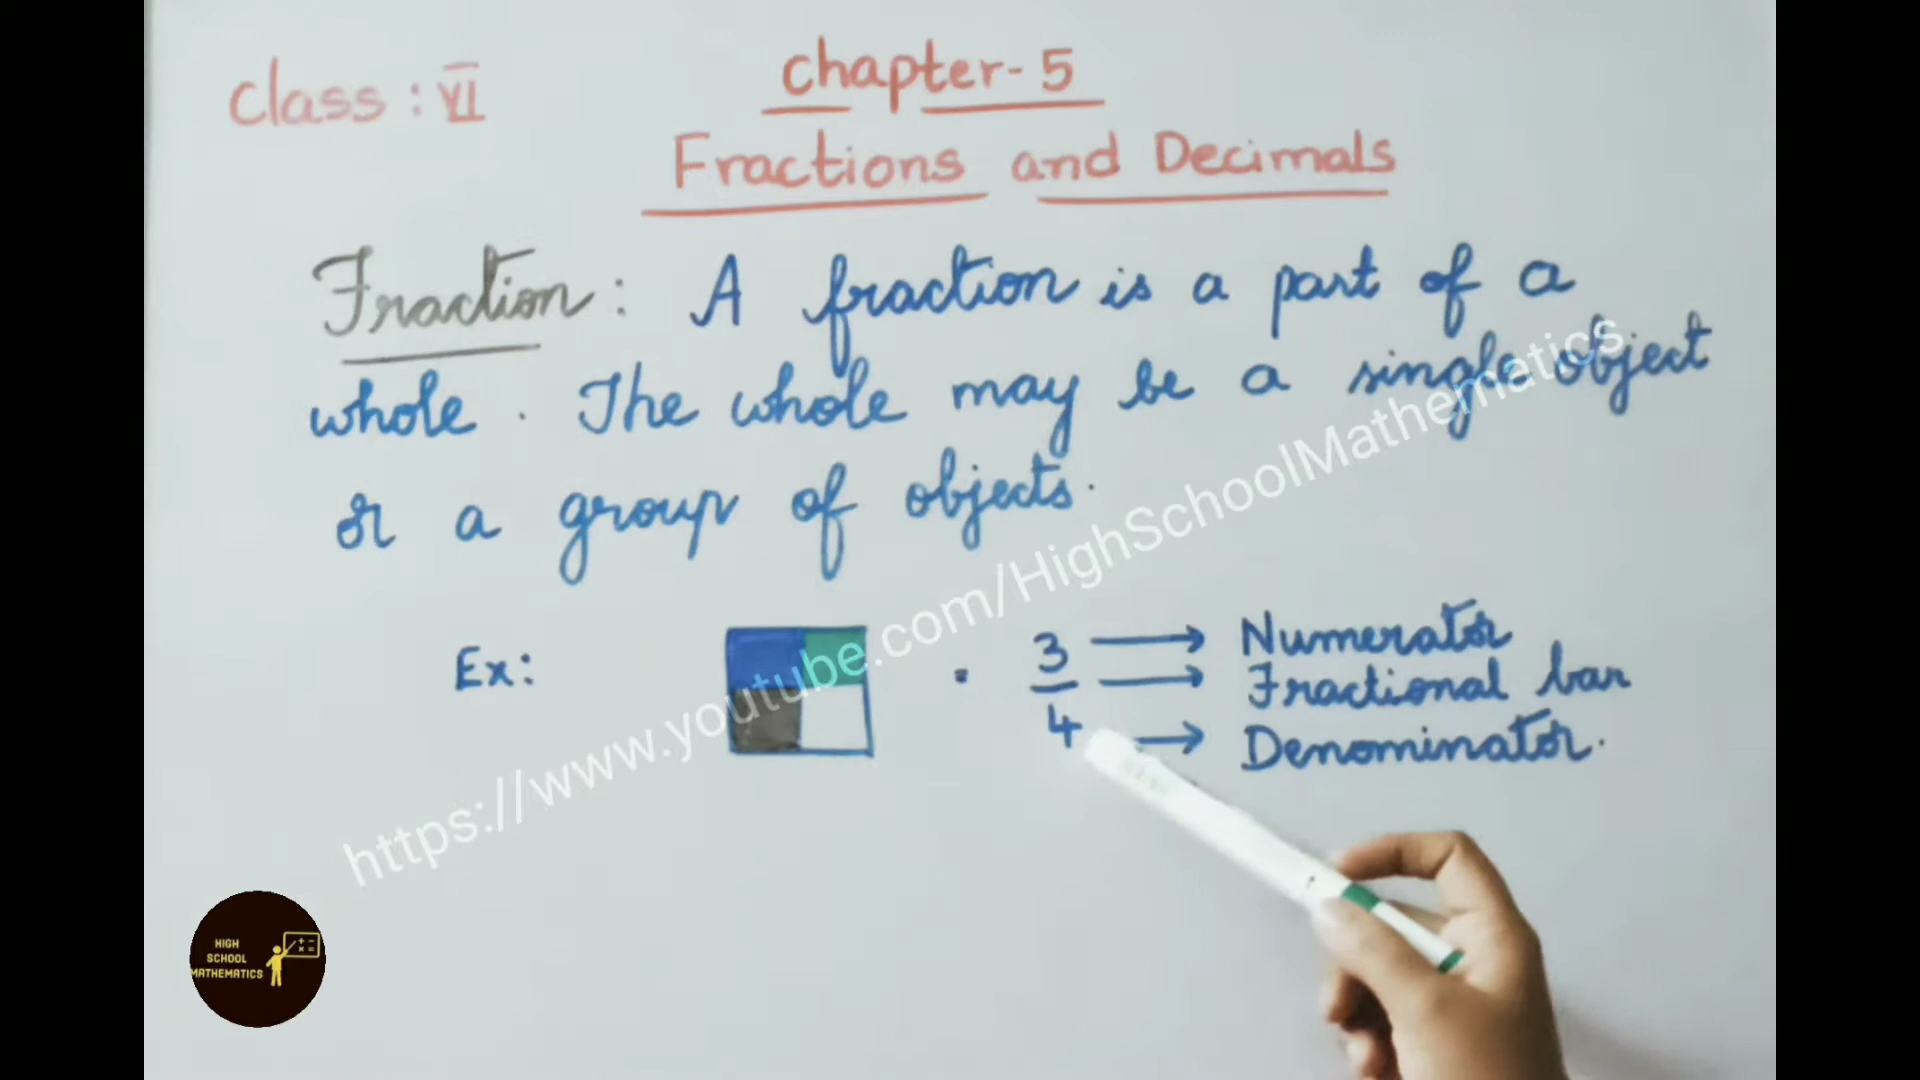 Class : VI
Chapter-5
Fractions and Decimals
Fraction : A fraction is a part of a
whole . The whole may be a single object
or a group of objects.
Ex: = 3/4
→ Numerator
→ Fractional bar
→ Denominator.
https://www.youtube.com/HighSchoolMathematics
HIGH
SCHOOL
MATHEMATICS